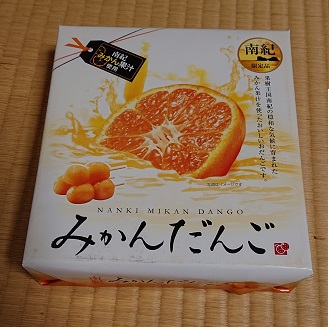 南紀
みかん果汁
使用
南紀
限定品
果樹王国南紀の穏和な気候に育まれた
みかん果汁を使ったおいしいおだんごです。
NANKI MIKAN DANGO
みかんだんご